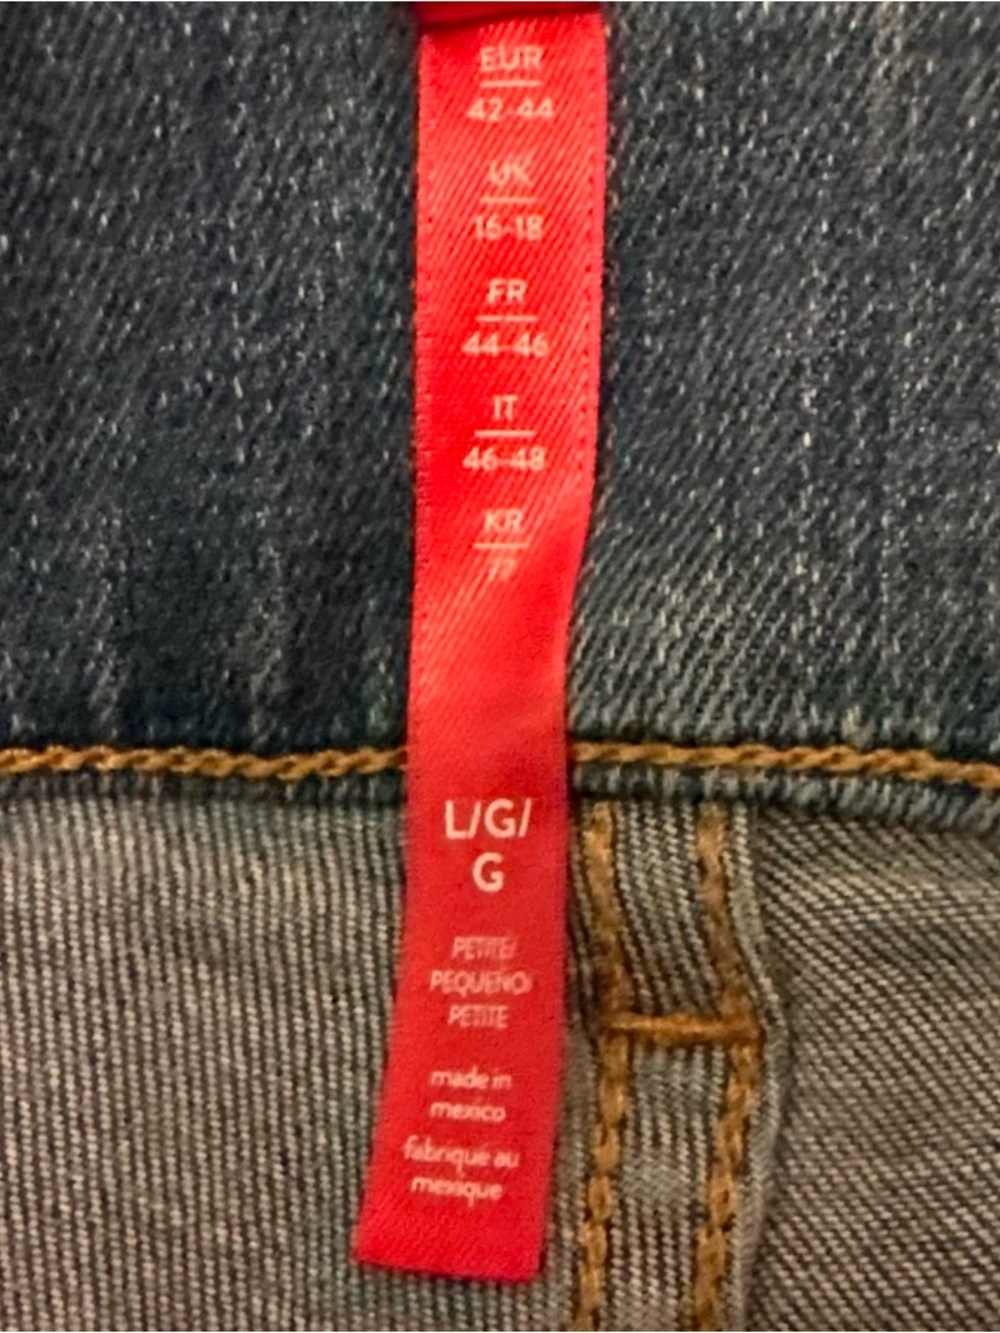 EUR
42-44
UK
16-18
FR
44-46
IT
46-48
KR
77
L/G/
G
PETITE/
PEQUEÑO/
PETITE
made in
mexico
fabriqué au
mexique